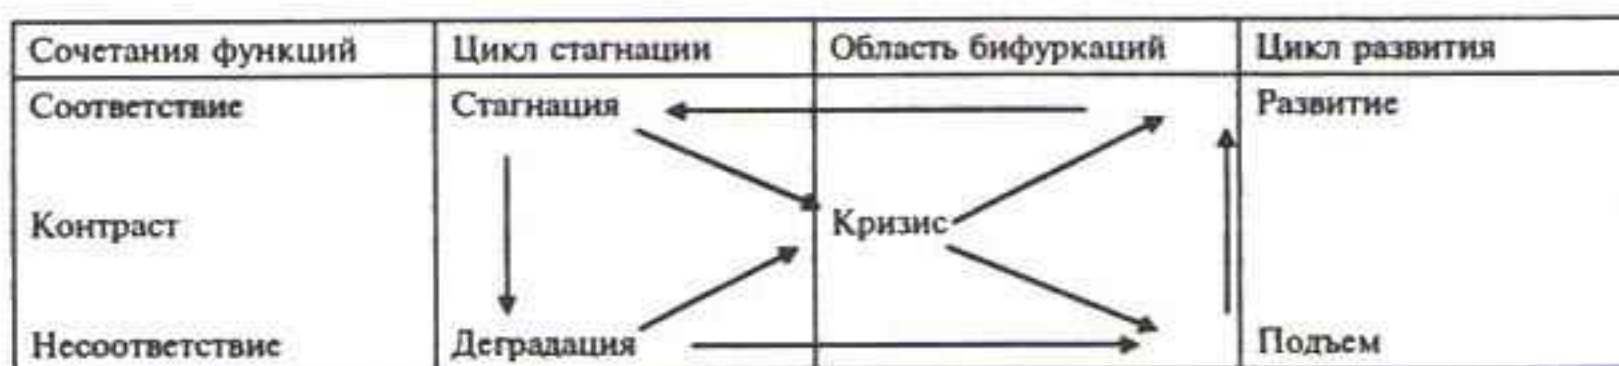 Сочетания функций Цикл стагнации Область бифуркаций Цикл развития
Соответствие Стагнация Развитие
Контраст Кризис
Несоответствие Деградация Подъем